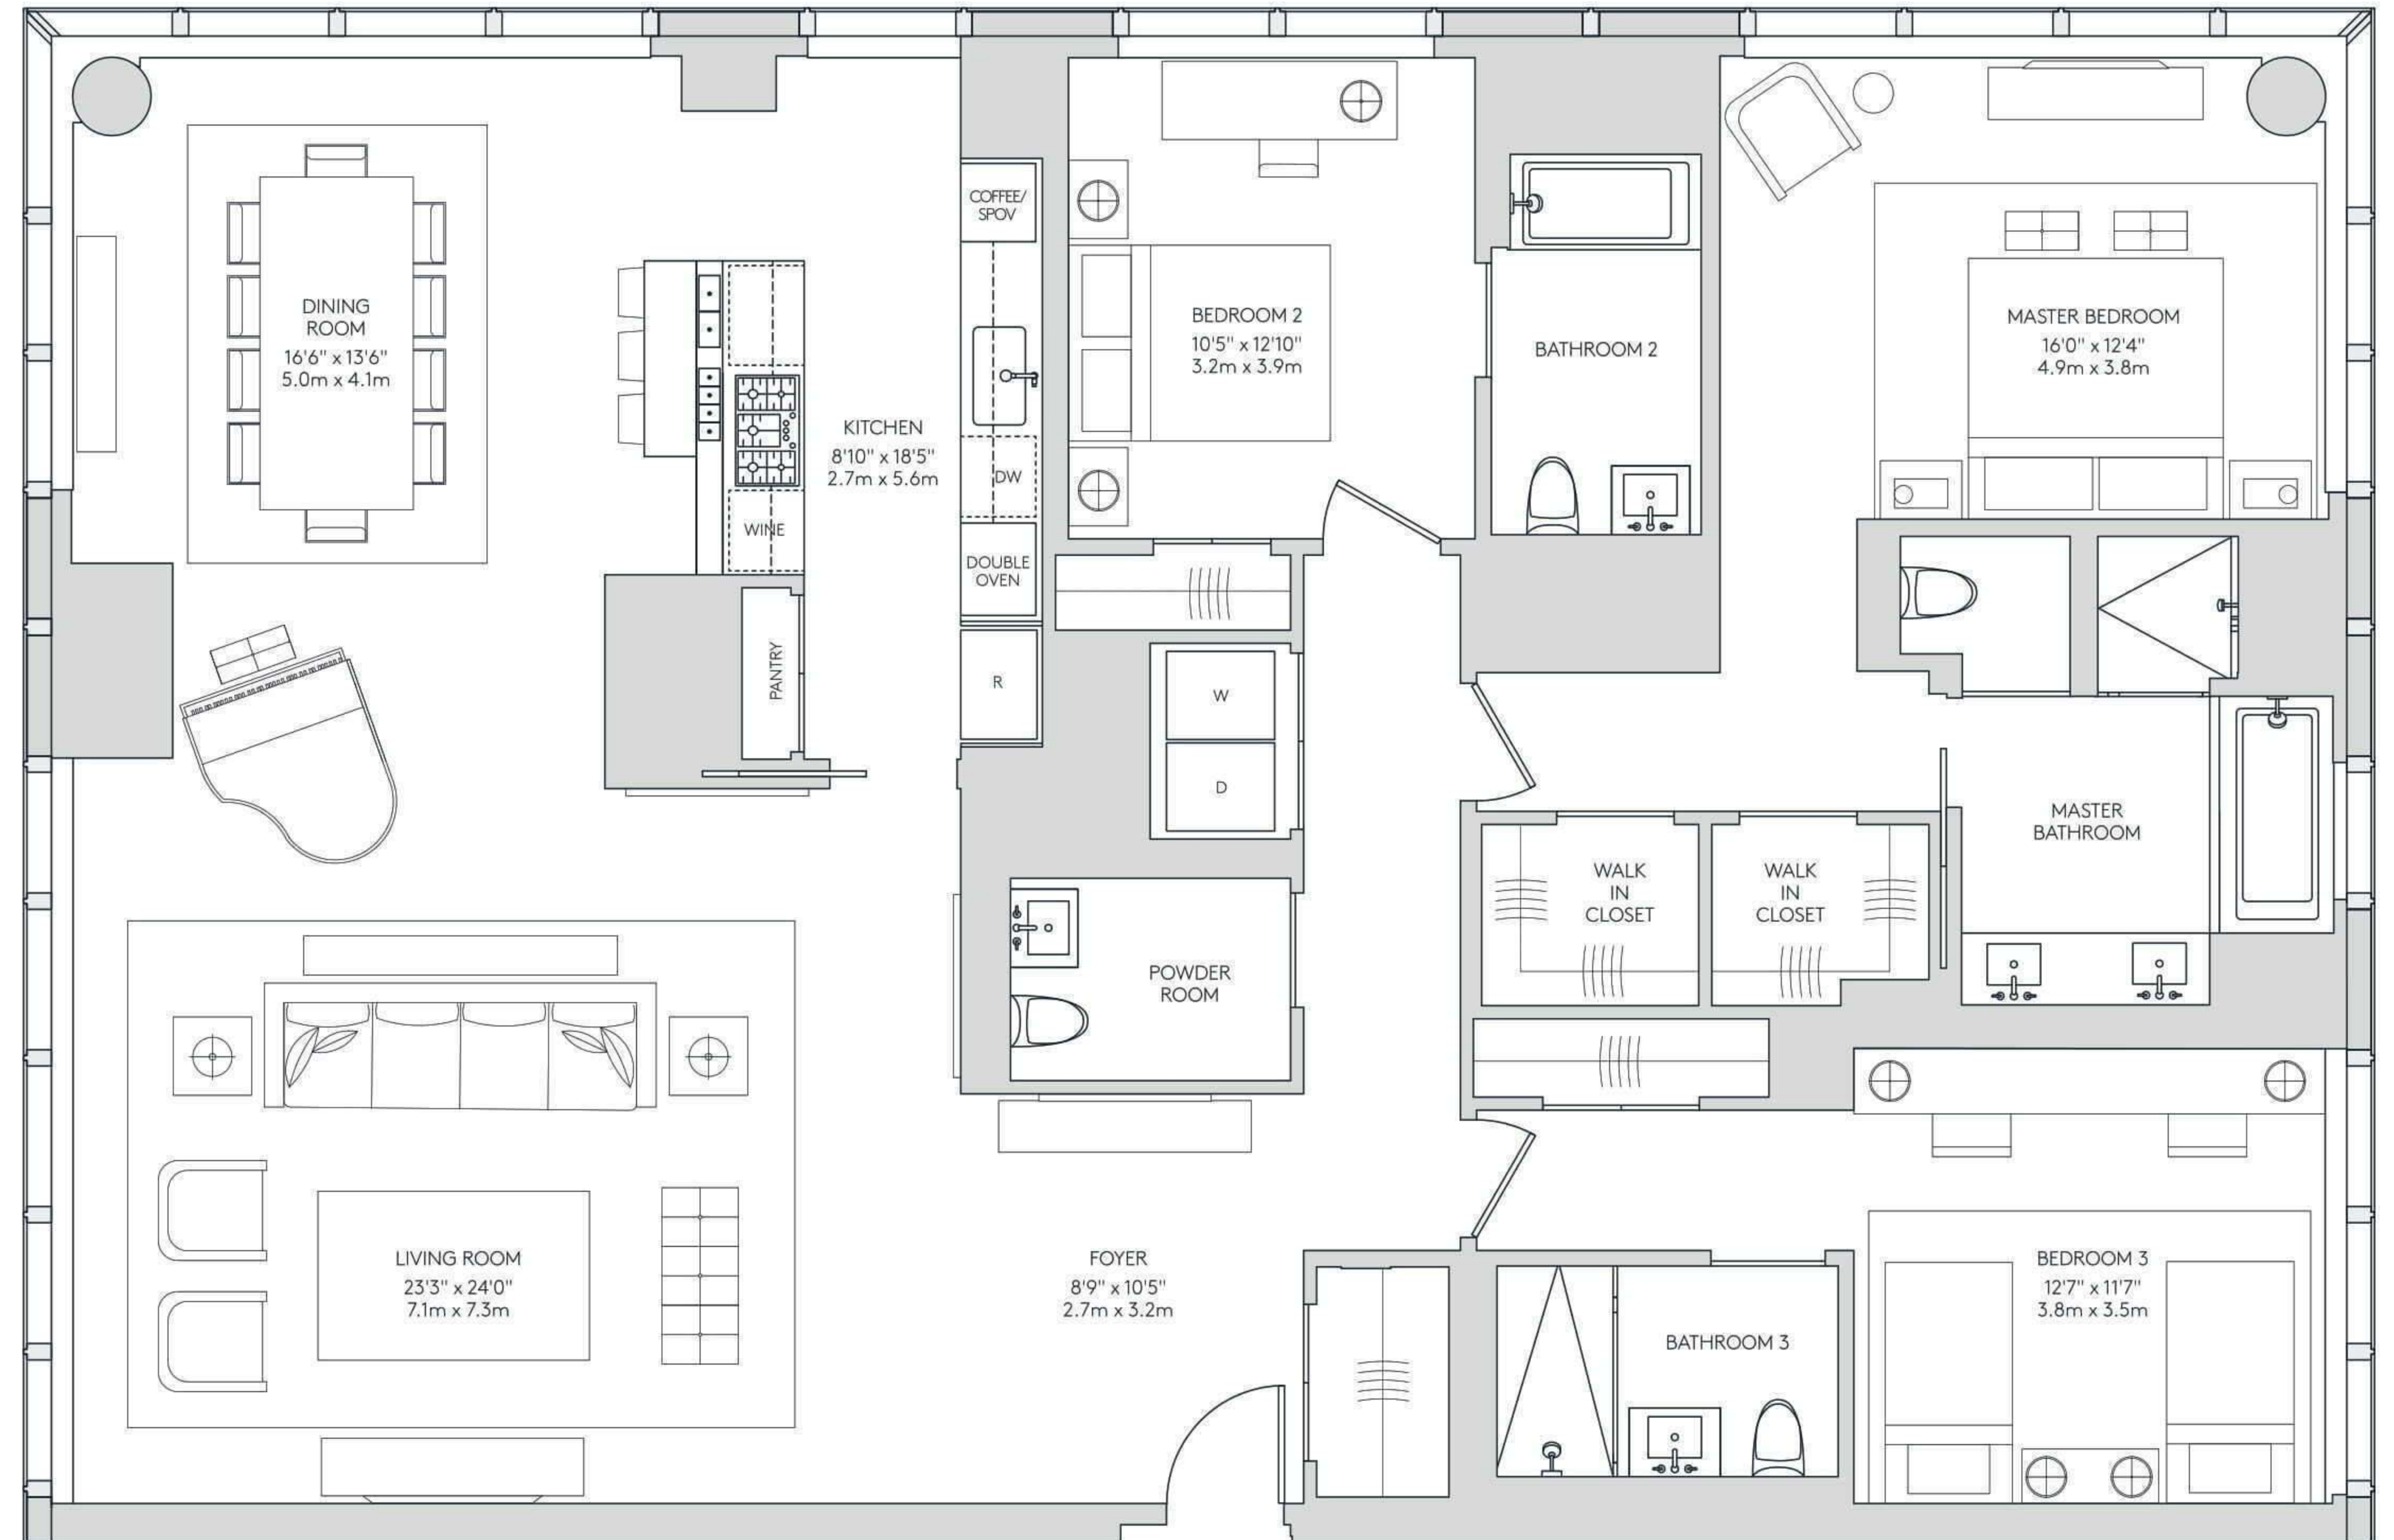 DINING
ROOM
16'6" x 13'6"
5.0m x 4.1m
KITCHEN
8'10" x 18'5"
2.7m x 5.6m
WINE
PANTRY
COFFEE/
SPOV
DW
DOUBLE
OVEN
R
BEDROOM 2
10'5" x 12'10"
3.2m x 3.9m
BATHROOM 2
MASTER BEDROOM
16'0" x 12'4"
4.9m x 3.8m
W
D
MASTER
BATHROOM
WALK
IN
CLOSET
WALK
IN
CLOSET
POWDER
ROOM
LIVING ROOM
23'3" x 24'0"
7.1m x 7.3m
FOYER
8'9" x 10'5"
2.7m x 3.2m
BATHROOM 3
BEDROOM 3
12'7" x 11'7"
3.8m x 3.5m